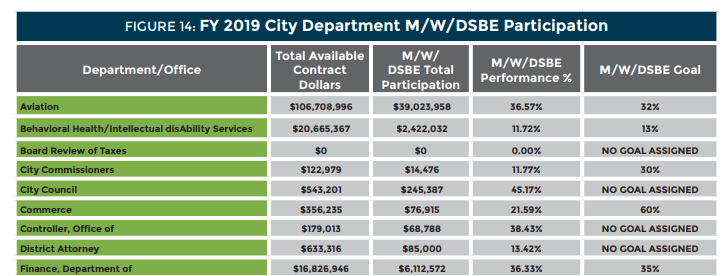 FIGURE 14: FY 2019 City Department M/W/DSBE Participation
Department/Office Total Available Contract Dollars M/W/ DSBE Total Participation M/W/DSBE Performance % M/W/DSBE Goal
Aviation $106,708,996 $39,023,958 36.57% 32%
Behavioral Health/Intellectual disAbility Services $20,665,367 $2,422,032 11.72% 13%
Board Review of Taxes $0 $0 0.00% NO GOAL ASSIGNED
City Commissioners $122,979 $14,476 11.77% 30%
City Council $543,201 $245,387 45.17% NO GOAL ASSIGNED
Commerce $356,235 $76,915 21.59% 60%
Controller, Office of $179,013 $68,788 38.43% NO GOAL ASSIGNED
District Attorney $633,316 $85,000 13.42% NO GOAL ASSIGNED
Finance, Department of $16,826,946 $6,112,572 36.33% 35%